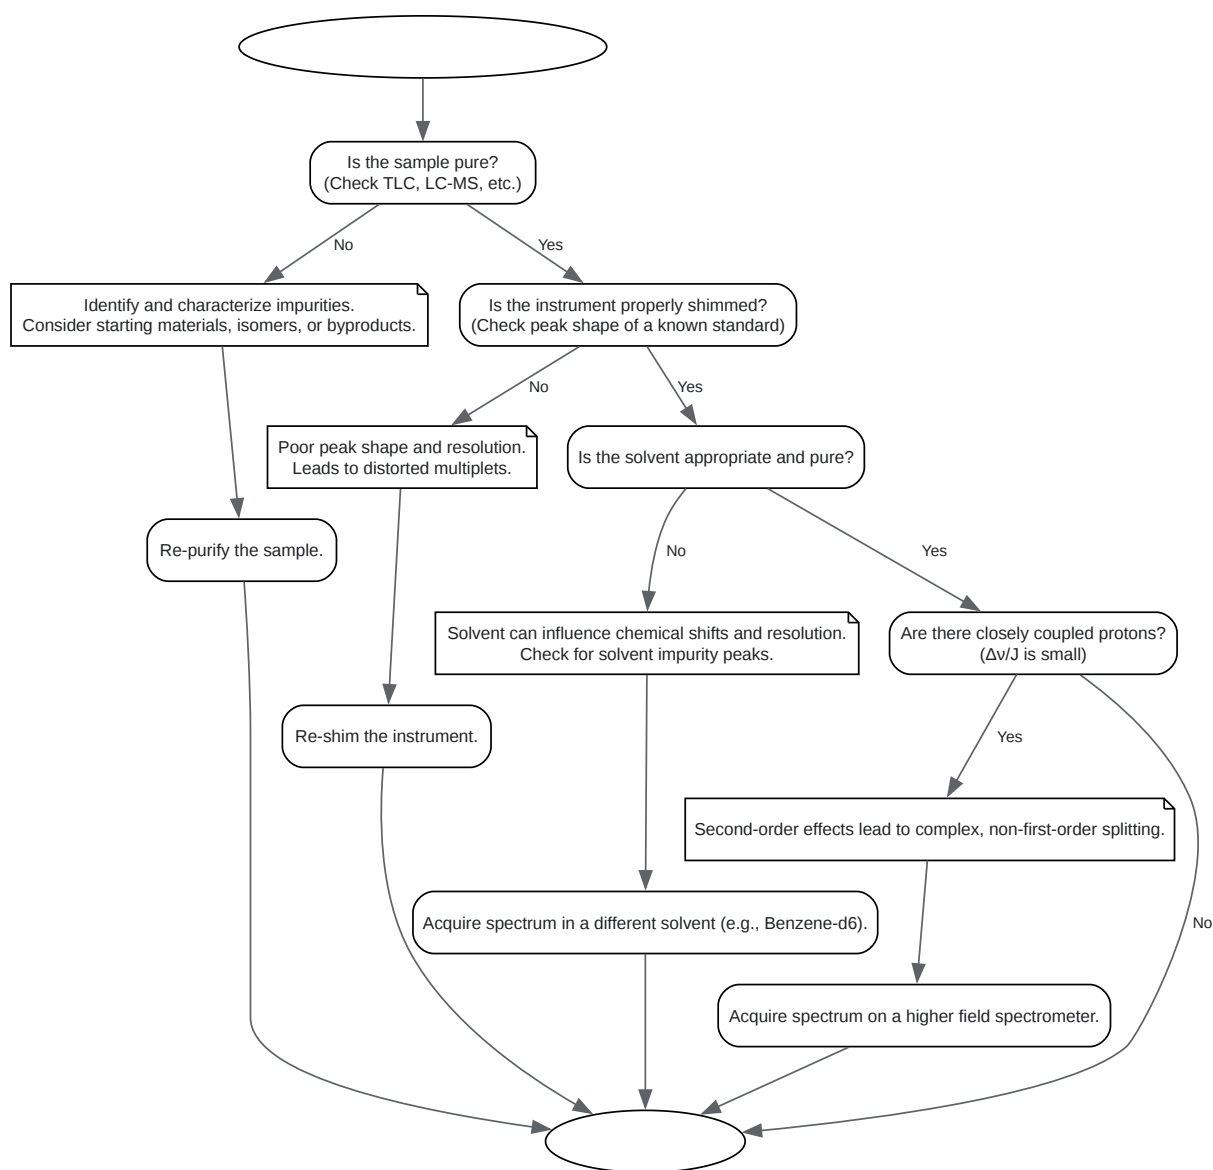 Is the sample pure?
(Check TLC, LC-MS, etc.)
No
Yes
Identify and characterize impurities.
Consider starting materials, isomers, or byproducts.
Is the instrument properly shimmed?
(Check peak shape of a known standard)
No
Yes
Poor peak shape and resolution.
Leads to distorted multiplets.
Is the solvent appropriate and pure?
Re-purify the sample.
No
Yes
Solvent can influence chemical shifts and resolution.
Check for solvent impurity peaks.
Are there closely coupled protons?
(Δν/J is small)
Re-shim the instrument.
Yes
Second-order effects lead to complex, non-first-order splitting.
Acquire spectrum in a different solvent (e.g., Benzene-d6).
No
Acquire spectrum on a higher field spectrometer.